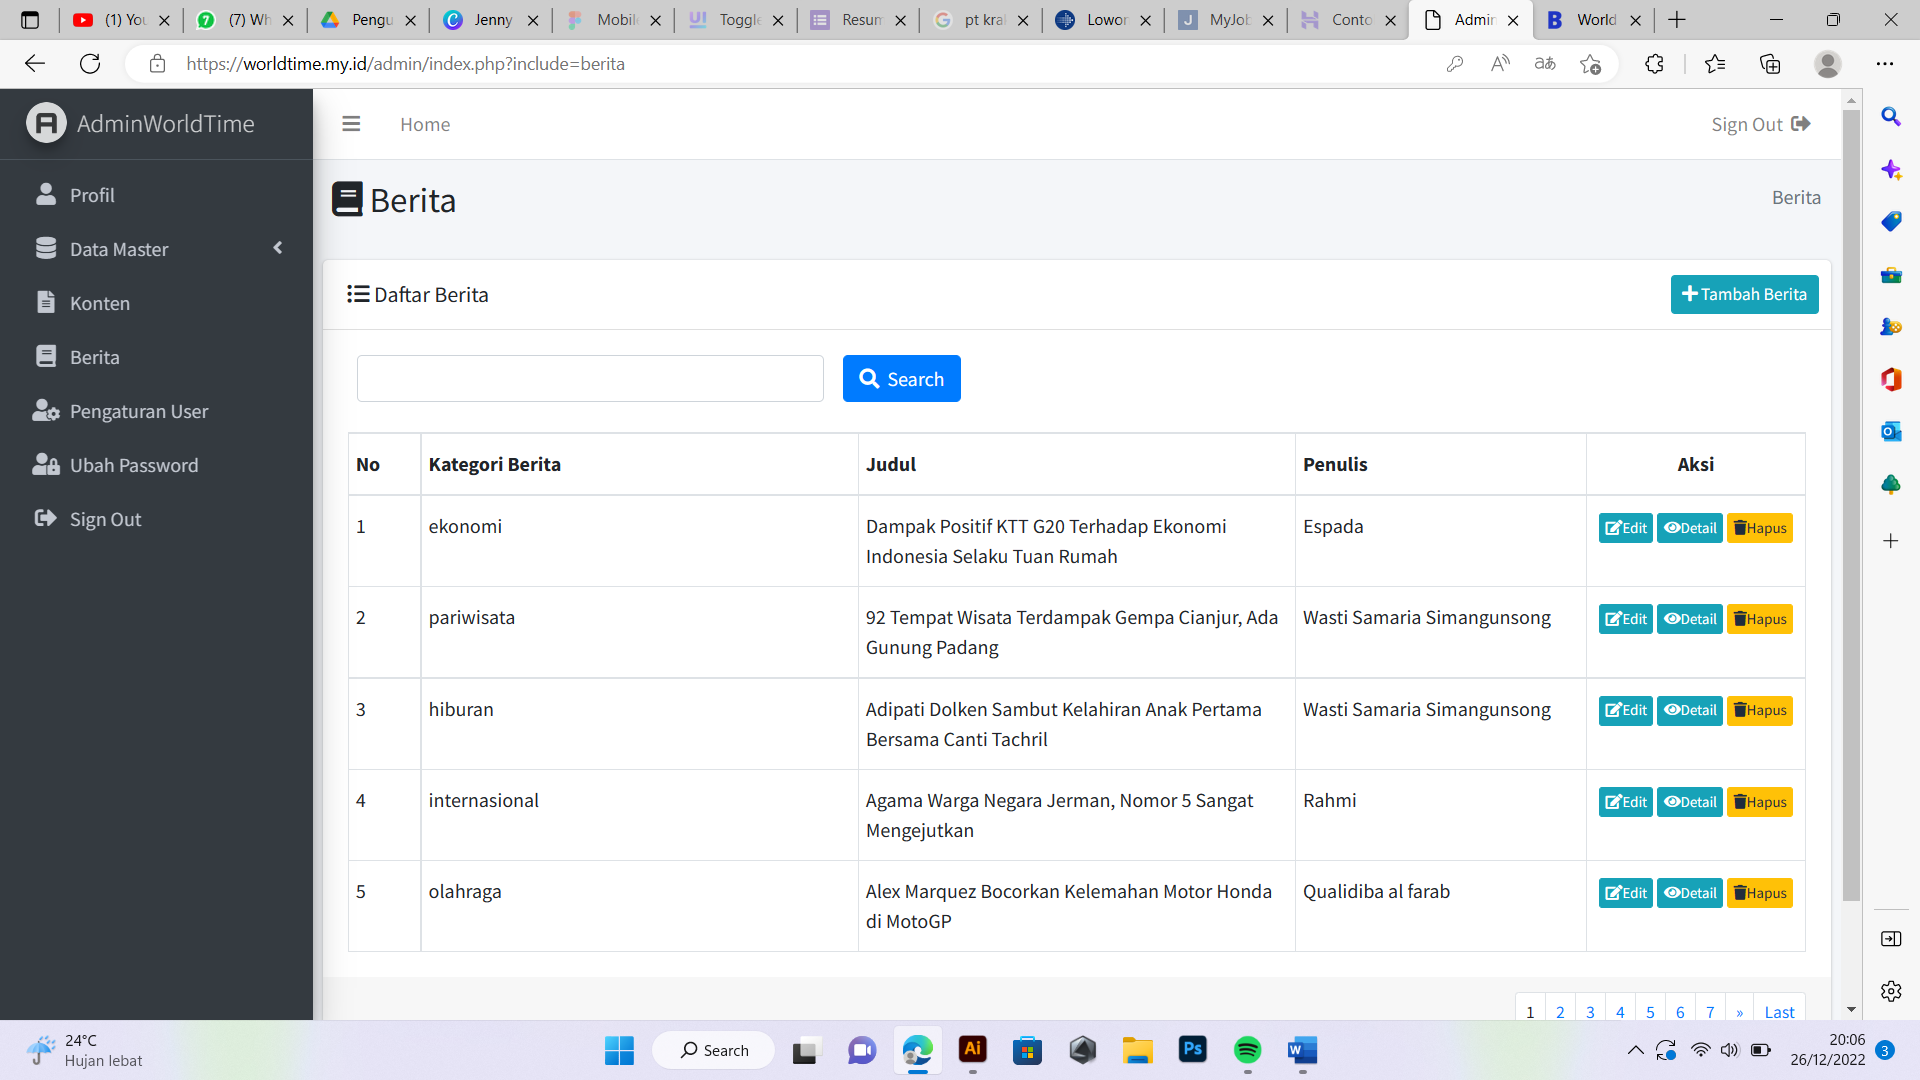 (1) You
(7) Wh
Pengu
Jenny
Mobil
Toggle
Resum
pt kra
Lowon
MyJob
Conto
Admin
World
https://worldtime.my.id/admin/index.php?include=berita
AdminWorldTime
Home
Sign Out
Profil
Data Master
Konten
Berita
Pengaturan User
Ubah Password
Sign Out
Berita
Berita
Daftar Berita
Tambah Berita
Search
No Kategori Berita Judul Penulis Aksi
1 ekonomi Dampak Positif KTT G20 Terhadap Ekonomi Espada Edit Detail Hapus
Indonesia Selaku Tuan Rumah
2 pariwisata 92 Tempat Wisata Terdampak Gempa Cianjur, Ada Wasti Samaria Simangunsong Edit Detail Hapus
Gunung Padang
3 hiburan Adipati Dolken Sambut Kelahiran Anak Pertama Wasti Samaria Simangunsong Edit Detail Hapus
Bersama Canti Tachril
4 internasional Agama Warga Negara Jerman, Nomor 5 Sangat Rahmi Edit Detail Hapus
Mengejutkan
5 olahraga Alex Marquez Bocorkan Kelemahan Motor Honda Qualidiba al farab Edit Detail Hapus
di MotoGP
1 2 3 4 5 6 7 » Last
24°C
Hujan lebat
Search
20:06
26/12/2022
3